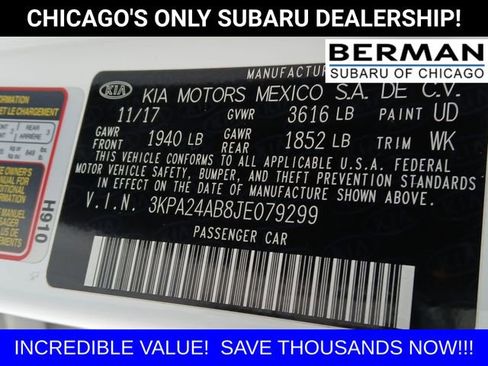 CHICAGO'S ONLY SUBARU DEALERSHIP!
BERMAN
SUBARU OF CHICAGO
MANUFACTUR
KIA KIA MOTORS MEXICO S.A. DE C.V.
11/17 GVWR 3616 LB PAINT UD
GAWR FRONT 1940 LB GAWR REAR 1852 LB TRIM WK
THIS VEHICLE CONFORMS TO ALL APPLICABLE U.S.A. FEDERAL
MOTOR VEHICLE SAFETY, BUMPER, AND THEFT PREVENTION STANDARDS
IN EFFECT ON THE DATE OF MANUFACTURE SHOWN ABOVE.
V.I.N. 3KPA24AB8JE079299
PASSENGER CAR
H910
INCREDIBLE VALUE! SAVE THOUSANDS NOW!!!